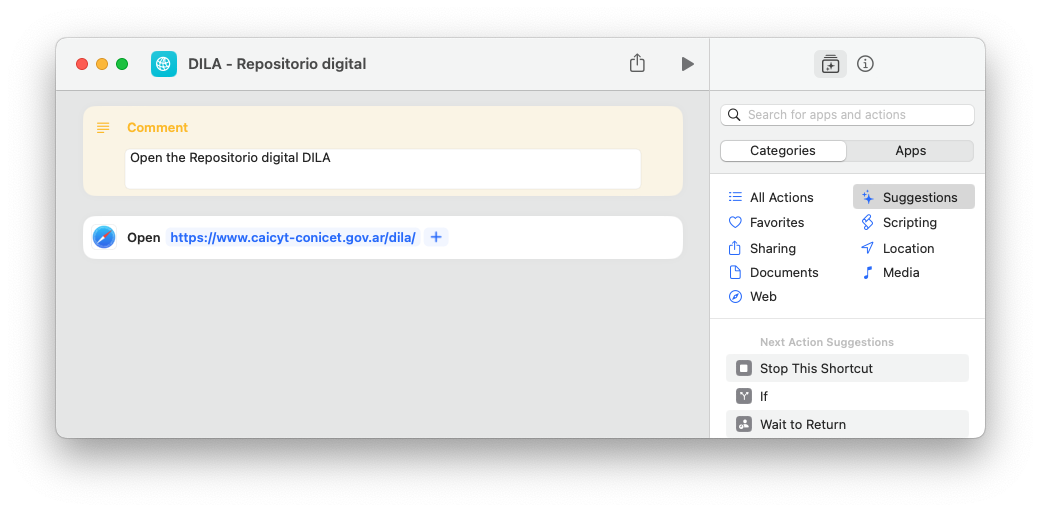 DILA - Repositorio digital
Comment
Open the Repositorio digital DILA
Open https://www.caicyt-conicet.gov.ar/dila/
Search for apps and actions
Categories Apps
All Actions Suggestions
Favorites Scripting
Sharing Location
Documents Media
Web
Next Action Suggestions
Stop This Shortcut
If
Wait to Return